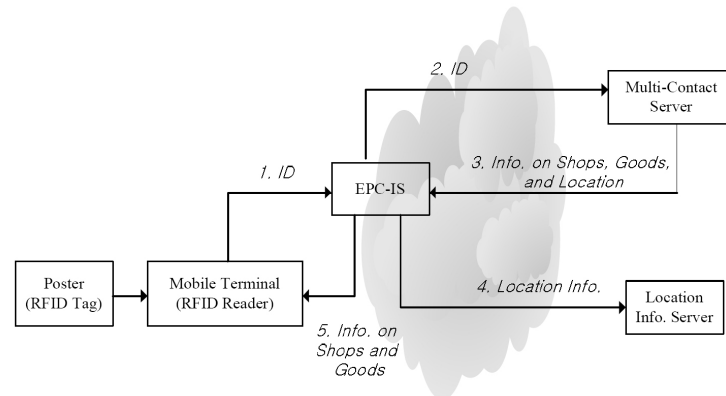 2. ID
Multi-Contact
Server
1. ID
EPC-IS
3. Info. on Shops, Goods,
and Location
Poster
(RFID Tag)
Mobile Terminal
(RFID Reader)
4. Location Info.
Location
Info. Server
5. Info. on
Shops and
Goods